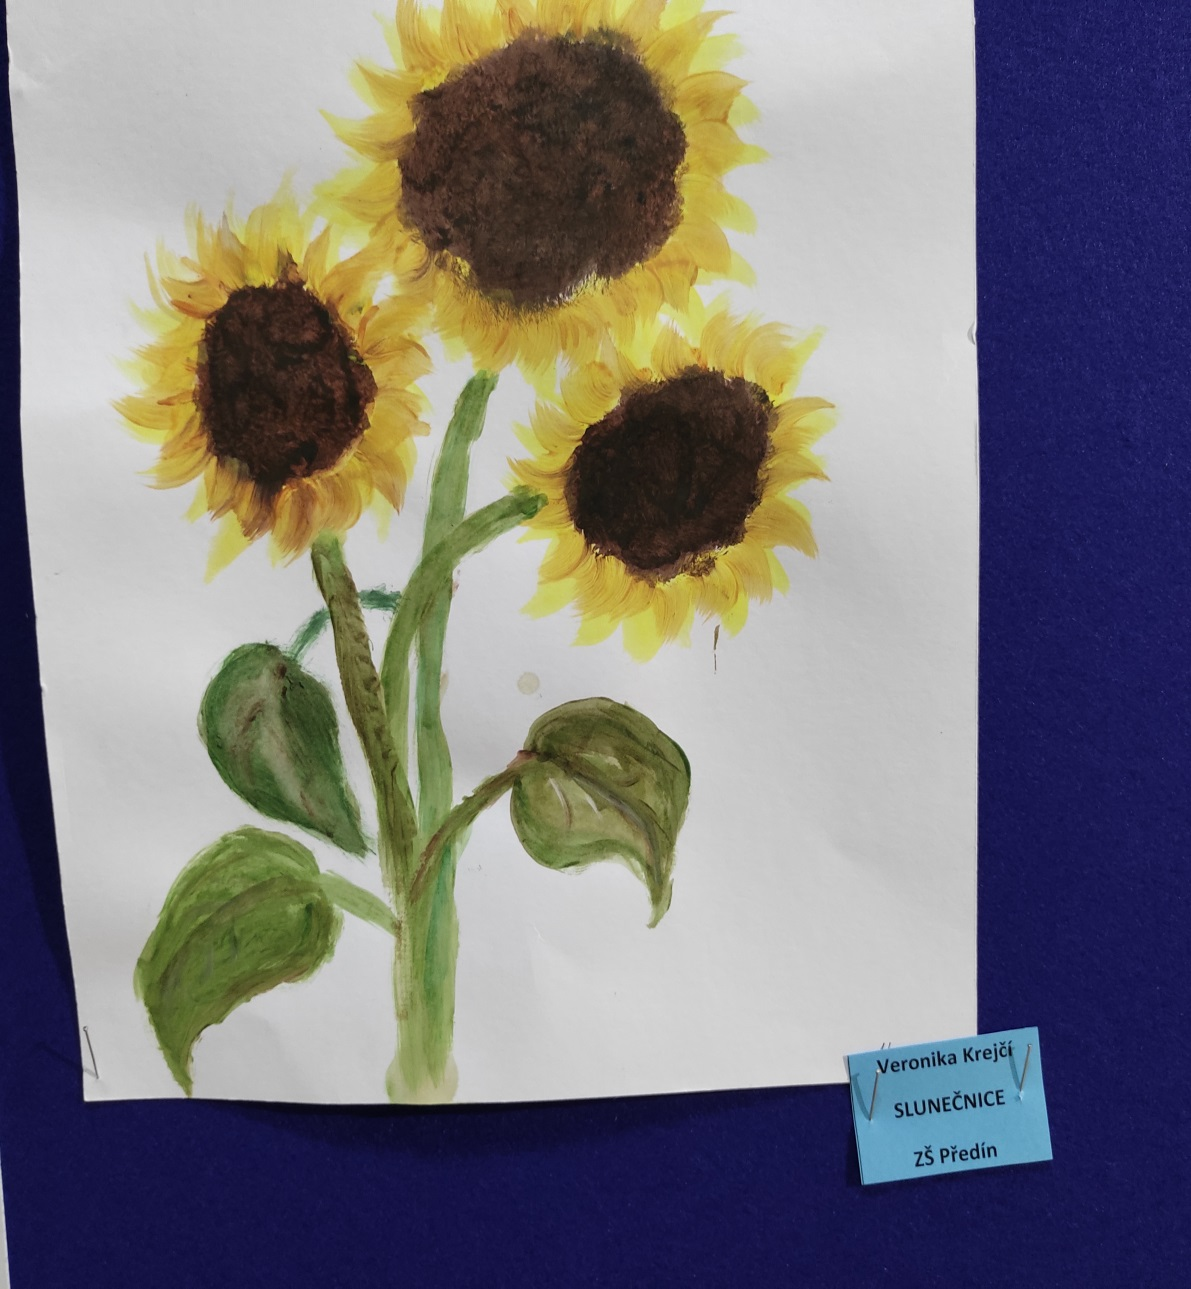 Veronika Krejčí
SLUNEČNICE
ZŠ Předín